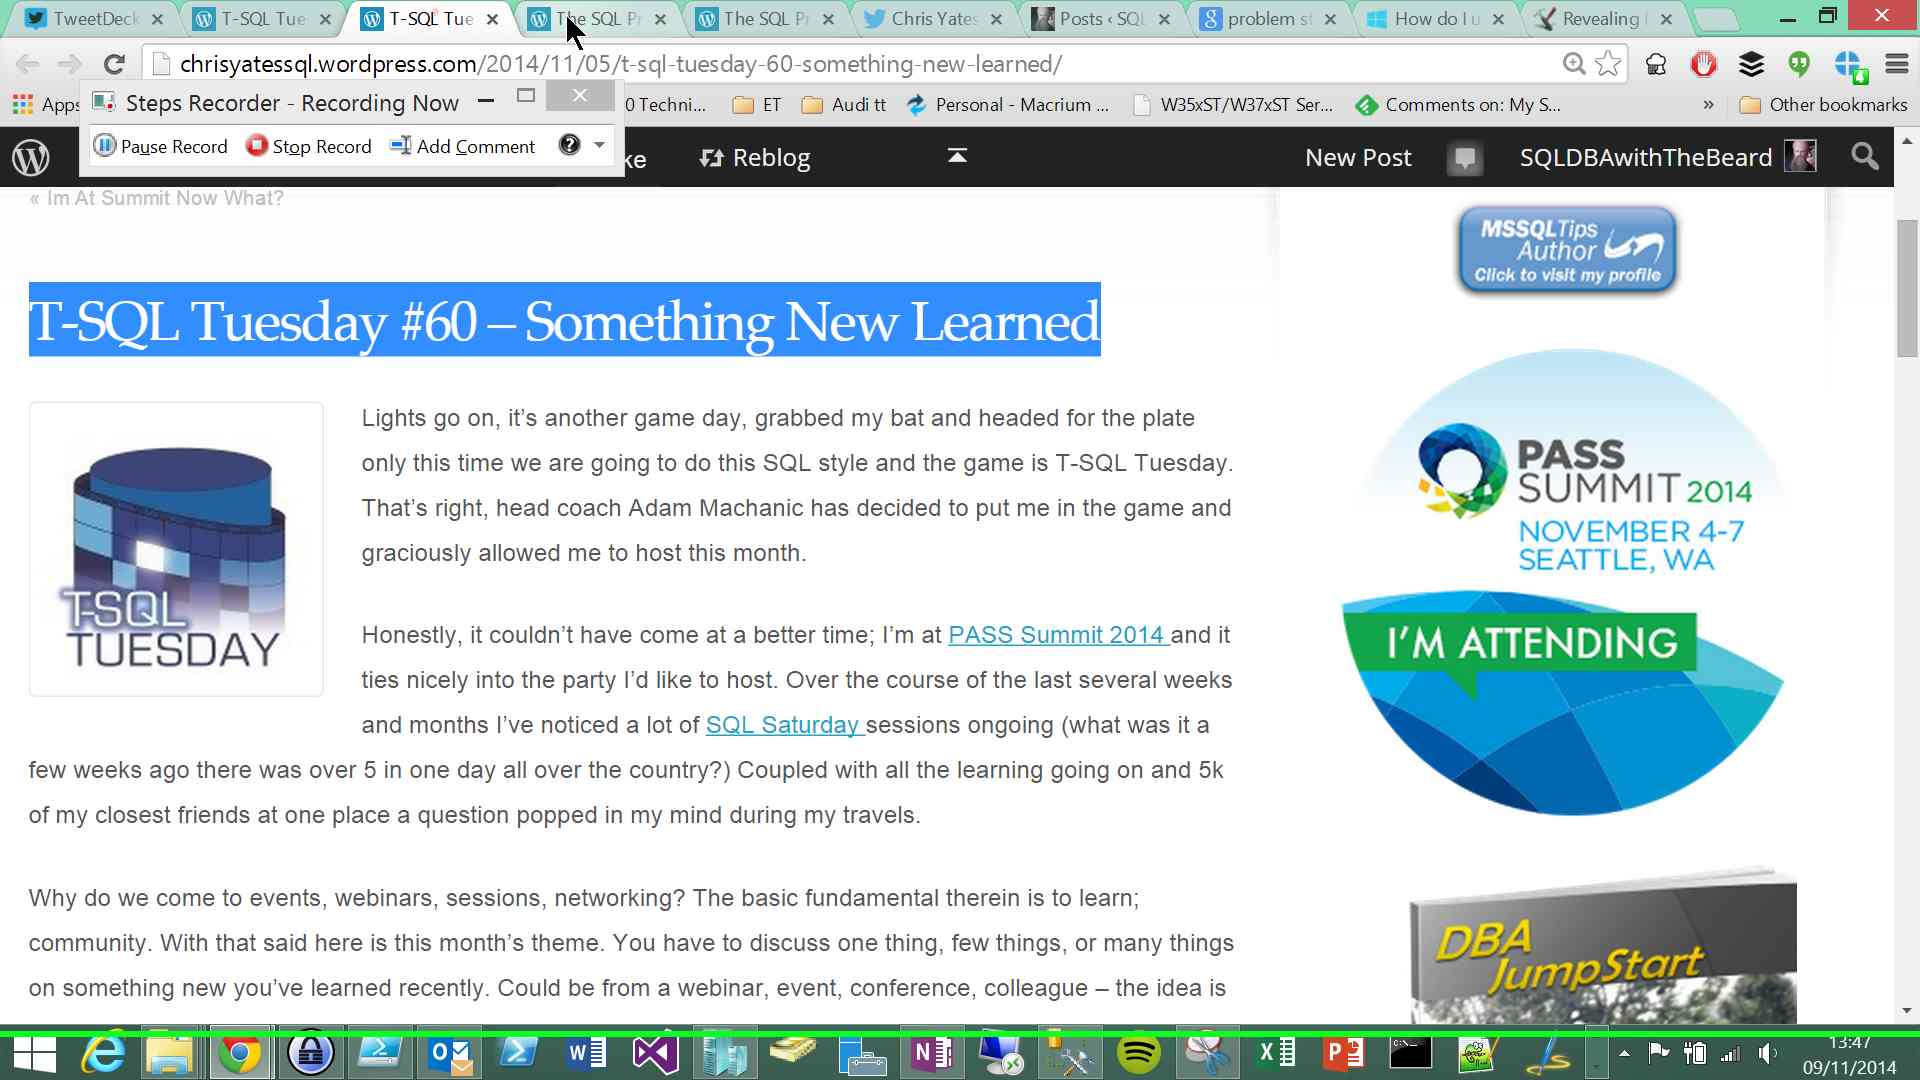 TweetDeck
T-SQL Tue
T-SQL Tue
The SQL Pr
The SQL Pr
Chris Yates
Posts ‹ SQL
problem st
How do I u
Revealing
chrisyatessql.wordpress.com/2014/11/05/t-sql-tuesday-60-something-new-learned/
Apps
0 Techni...
ET
Audi tt
Personal - Macrium ...
W35xST/W37xST Ser...
Comments on: My S...
»
Other bookmarks
Steps Recorder - Recording Now
Pause Record
Stop Record
Add Comment
ke
Reblog
New Post
SQLDBAwithTheBeard
« Im At Summit Now What?
T-SQL Tuesday #60 – Something New Learned
T-SQL
TUESDAY
Lights go on, it’s another game day, grabbed my bat and headed for the plate
only this time we are going to do this SQL style and the game is T-SQL Tuesday.
That’s right, head coach Adam Machanic has decided to put me in the game and
graciously allowed me to host this month.
Honestly, it couldn’t have come at a better time; I’m at PASS Summit 2014 and it
ties nicely into the party I’d like to host. Over the course of the last several weeks
and months I’ve noticed a lot of SQL Saturday sessions ongoing (what was it a
few weeks ago there was over 5 in one day all over the country?) Coupled with all the learning going on and 5k
of my closest friends at one place a question popped in my mind during my travels.
Why do we come to events, webinars, sessions, networking? The basic fundamental therein is to learn;
community. With that said here is this month’s theme. You have to discuss one thing, few things, or many things
on something new you’ve learned recently. Could be from a webinar, event, conference, colleague – the idea is
MSSQLTips
Author
Click to visit my profile
PASS
SUMMIT 2014
NOVEMBER 4-7
SEATTLE, WA
I’M ATTENDING
DBA
JumpStart
13:47
09/11/2014